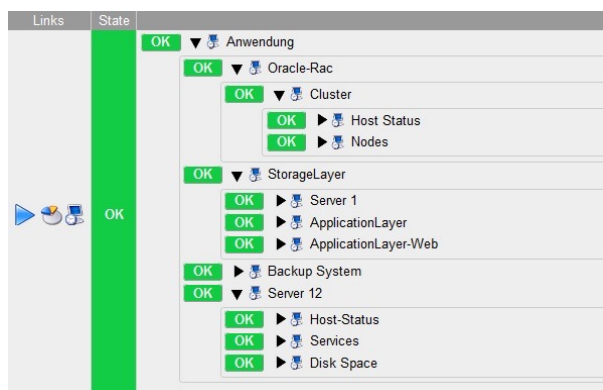 Links State
OK Anwendung
OK Oracle-Rac
OK Cluster
OK Host Status
OK Nodes
OK StorageLayer
OK Server 1
OK OK ApplicationLayer
OK ApplicationLayer-Web
OK Backup System
OK Server 12
OK Host-Status
OK Services
OK Disk Space